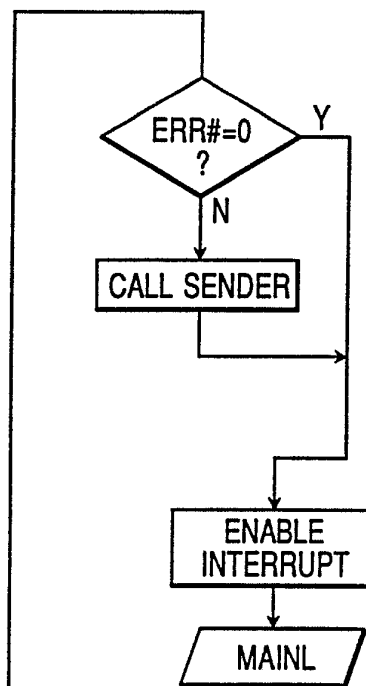 ERR#=0
?
Y
N
CALL SENDER
ENABLE
INTERRUPT
MAINL